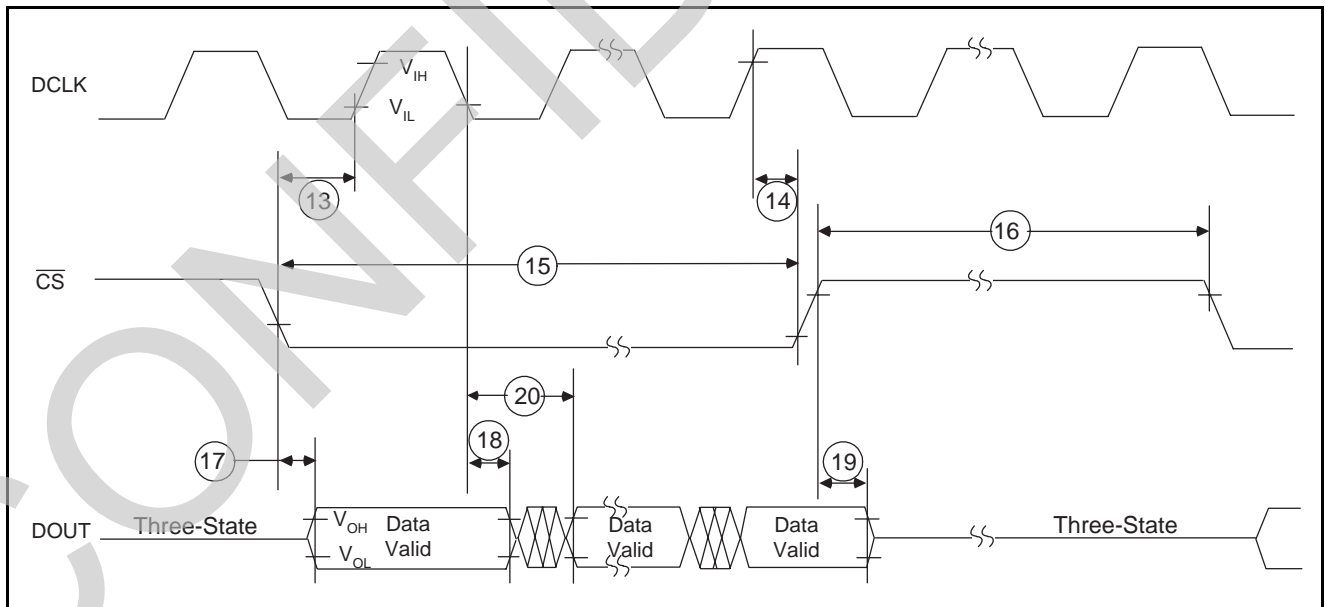 DCLK
V_IH
V_IL
13
14
16
15
CS
20
18
17
19
DOUT
Three-State
V_OH
Data
Valid
V_OL
Data
Valid
Data
Valid
Three-State